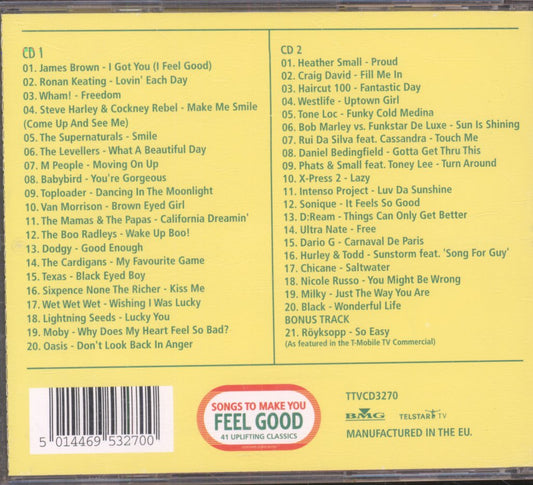 CD 1
01. James Brown - I Got You (I Feel Good)
02. Ronan Keating - Lovin' Each Day
03. Wham! - Freedom
04. Steve Harley & Cockney Rebel - Make Me Smile
(Come Up And See Me)
05. The Supernaturals - Smile
06. The Levellers - What A Beautiful Day
07. M People - Moving On Up
08. Babybird - You're Gorgeous
09. Toploader - Dancing In The Moonlight
10. Van Morrison - Brown Eyed Girl
11. The Mamas & The Papas - California Dreamin'
12. The Boo Radleys - Wake Up Boo!
13. Dodgy - Good Enough
14. The Cardigans - My Favourite Game
15. Texas - Black Eyed Boy
16. Sixpence None The Richer - Kiss Me
17. Wet Wet Wet - Wishing I Was Lucky
18. Lightning Seeds - Lucky You
19. Moby - Why Does My Heart Feel So Bad?
20. Oasis - Don't Look Back In Anger
CD 2
01. Heather Small - Proud
02. Craig David - Fill Me In
03. Haircut 100 - Fantastic Day
04. Westlife - Uptown Girl
05. Tone Loc - Funky Cold Medina
06. Bob Marley vs. Funkstar De Luxe - Sun Is Shining
07. Rui Da Silva feat. Cassandra - Touch Me
08. Daniel Bedingfield - Gotta Get Thru This
09. Phats & Small feat. Toney Lee - Turn Around
10. X-Press 2 - Lazy
11. Intenso Project - Luv Da Sunshine
12. Sonique - It Feels So Good
13. D:Ream - Things Can Only Get Better
14. Ultra Nate - Free
15. Dario G - Carnaval De Paris
16. Hurley & Todd - Sunstorm feat. 'Song For Guy'
17. Chicane - Saltwater
18. Nicole Russo - You Might Be Wrong
19. Milky - Just The Way You Are
20. Black - Wonderful Life
BONUS TRACK
21. Röyksopp - So Easy
(As featured in the T-Mobile TV Commercial)
5 014469 532700
SONGS TO MAKE YOU
FEEL GOOD
41 UPLIFTING CLASSICS
TTVCD3270
BMG TELSTAR TV
MANUFACTURED IN THE EU.